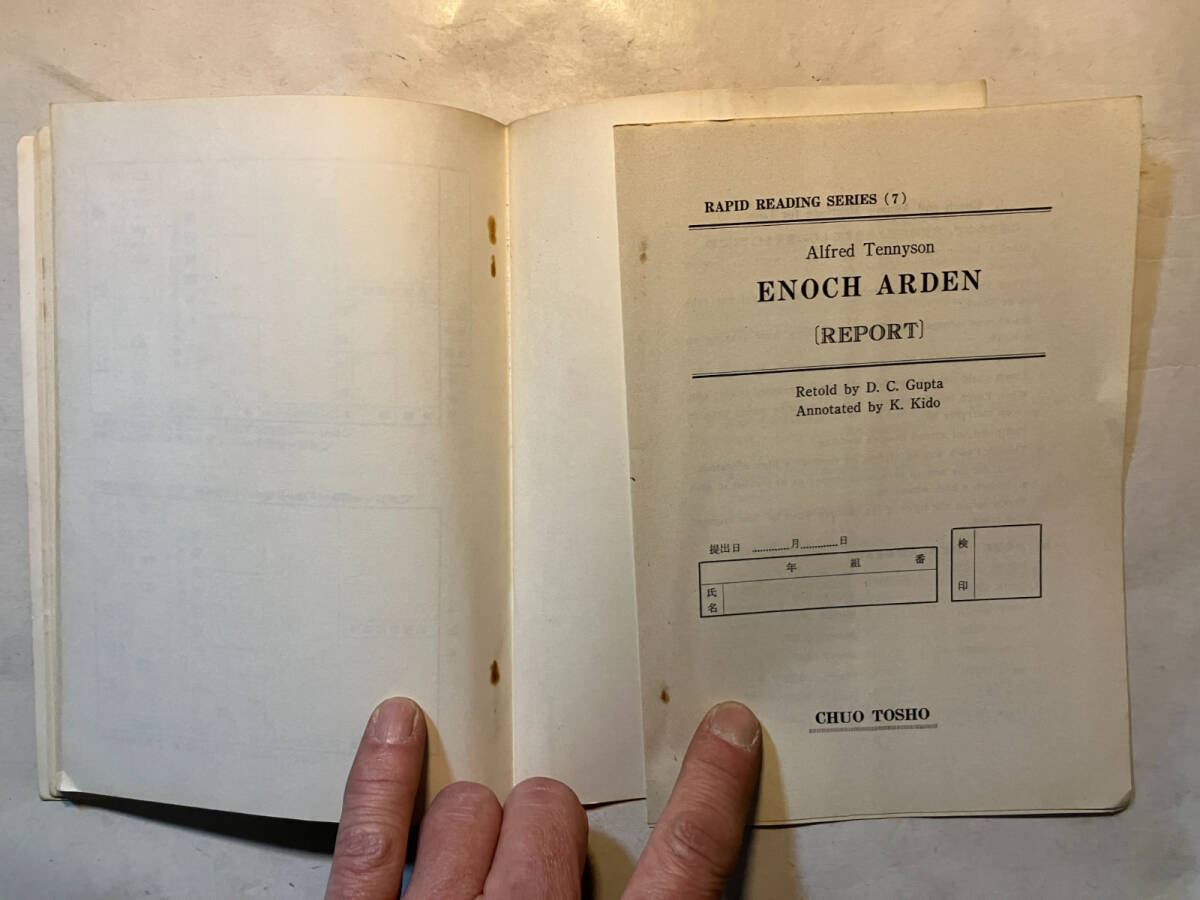 RAPID READING SERIES (7)
Alfred Tennyson
ENOCH ARDEN
〔REPORT〕
Retold by D. C. Gupta
Annotated by K. Kido
提出日 ............月............日
年 組 番
氏名
検印
CHUO TOSHO